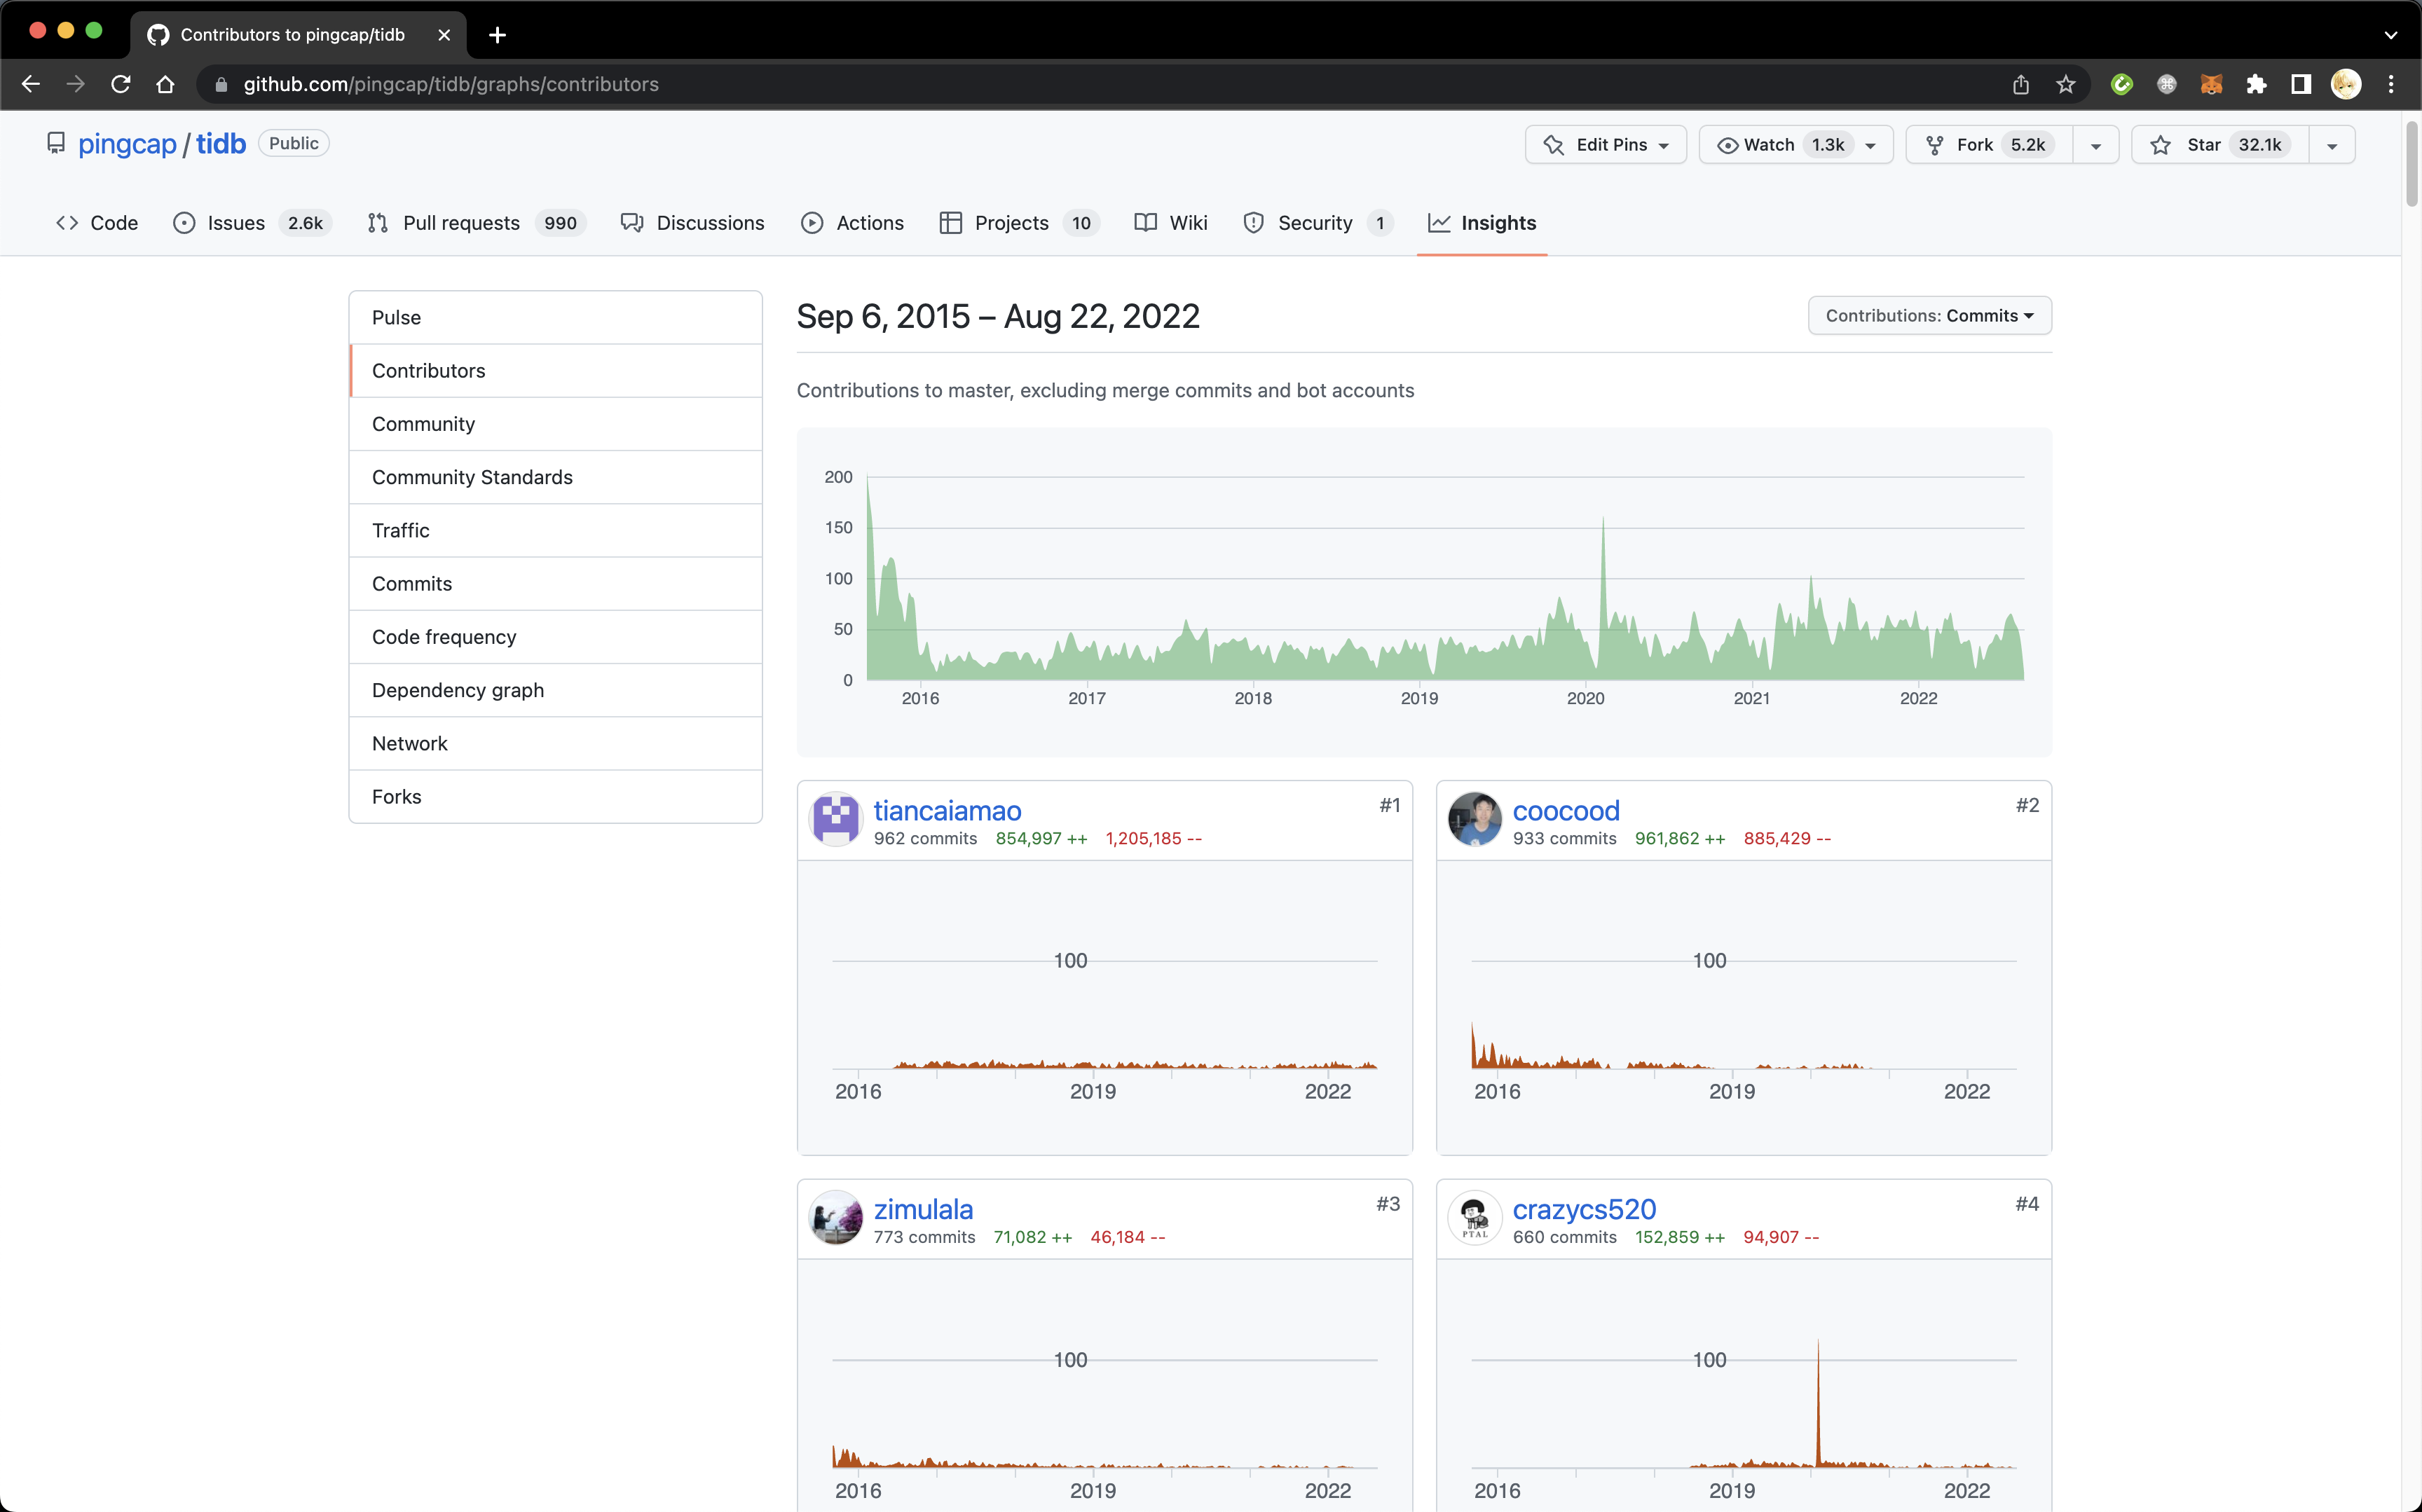 Contributors to pingcap/tidb
github.com/pingcap/tidb/graphs/contributors
pingcap / tidb Public
Edit Pins Watch 1.3k Fork 5.2k Star 32.1k
Code Issues 2.6k Pull requests 990 Discussions Actions Projects 10 Wiki Security 1 Insights
Pulse
Contributors
Community
Community Standards
Traffic
Commits
Code frequency
Dependency graph
Network
Forks
Sep 6, 2015 – Aug 22, 2022
Contributions: Commits
Contributions to master, excluding merge commits and bot accounts
200
150
100
50
0
2016 2017 2018 2019 2020 2021 2022
tiancaiamao #1
962 commits 854,997 ++ 1,205,185 --
100
2016 2019 2022
coocood #2
933 commits 961,862 ++ 885,429 --
100
2016 2019 2022
zimulala #3
773 commits 71,082 ++ 46,184 --
100
2016 2019 2022
PTAL
crazycs520 #4
660 commits 152,859 ++ 94,907 --
100
2016 2019 2022